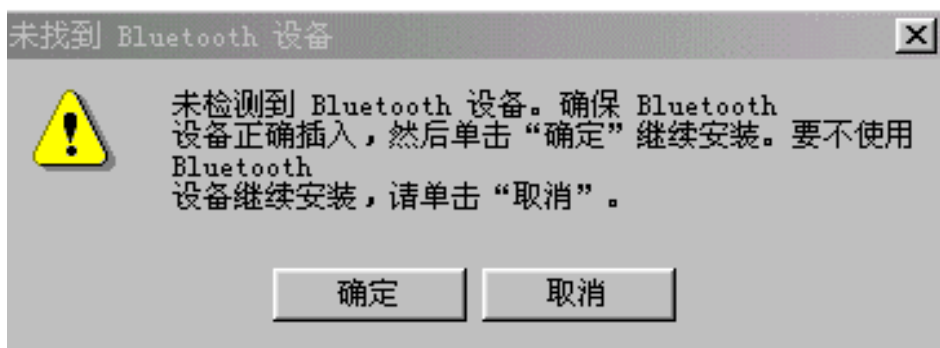 未找到 Bluetooth 设备
未检测到 Bluetooth 设备。确保 Bluetooth
设备正确插入，然后单击“确定”继续安装。要不使用
Bluetooth
设备继续安装，请单击“取消”。
确定 取消